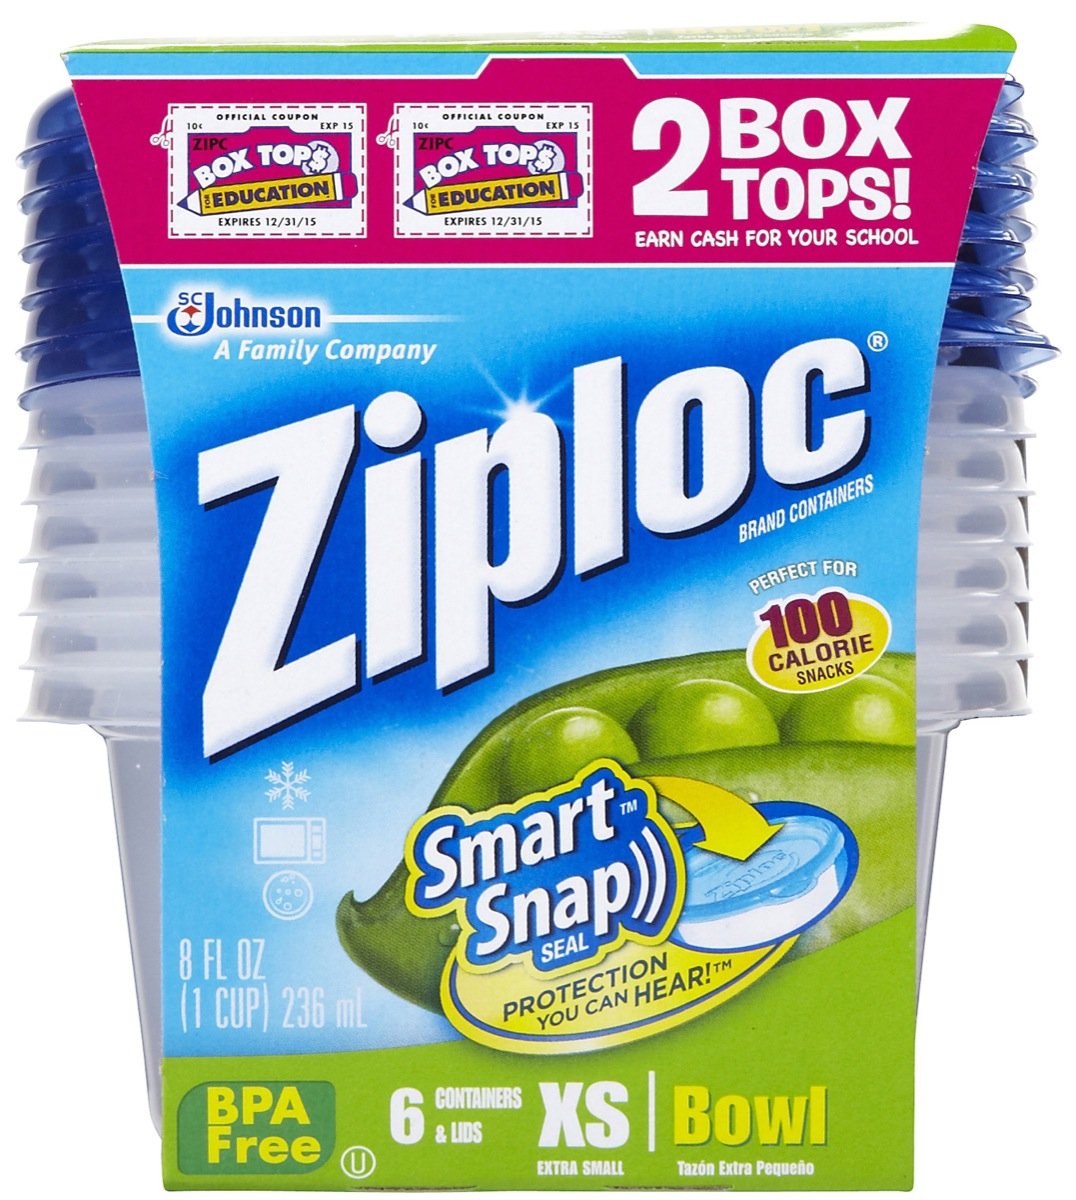 OFFICIAL COUPON
10¢ EXP 15
ZIPC
BOX TOPS
FOR EDUCATION
EXPIRES 12/31/15
OFFICIAL COUPON
10¢ EXP 15
ZIPC
BOX TOPS
FOR EDUCATION
EXPIRES 12/31/15
2 BOX
TOPS!
EARN CASH FOR YOUR SCHOOL
SC Johnson
A Family Company
Ziploc®
BRAND CONTAINERS
PERFECT FOR
100
CALORIE
SNACKS
Smart™
Snap
SEAL
Ziploc
PROTECTION
YOU CAN HEAR!™
8 FL OZ
(1 CUP) 236 mL
BPA
Free
U
6 CONTAINERS
& LIDS
XS
EXTRA SMALL
Bowl
Tazón Extra Pequeño